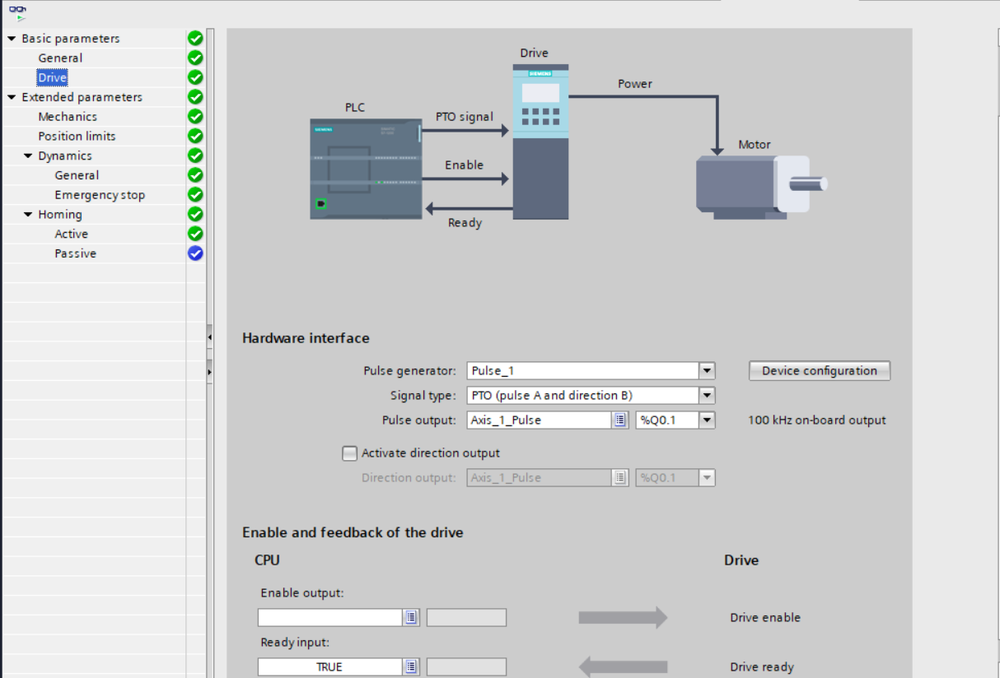 Basic parameters
General
Drive
Extended parameters
Mechanics
Position limits
Dynamics
General
Emergency stop
Homing
Active
Passive
Drive
SIEMENS
Power
PLC
PTO signal
SIEMENS
Motor
Enable
Ready
Hardware interface
Pulse generator: Pulse_1 Device configuration
Signal type: PTO (pulse A and direction B)
Pulse output: Axis_1_Pulse %Q0.1 100 kHz on-board output
Activate direction output
Direction output: Axis_1_Pulse %Q0.1
Enable and feedback of the drive
CPU Drive
Enable output:
Drive enable
Ready input:
TRUE Drive ready